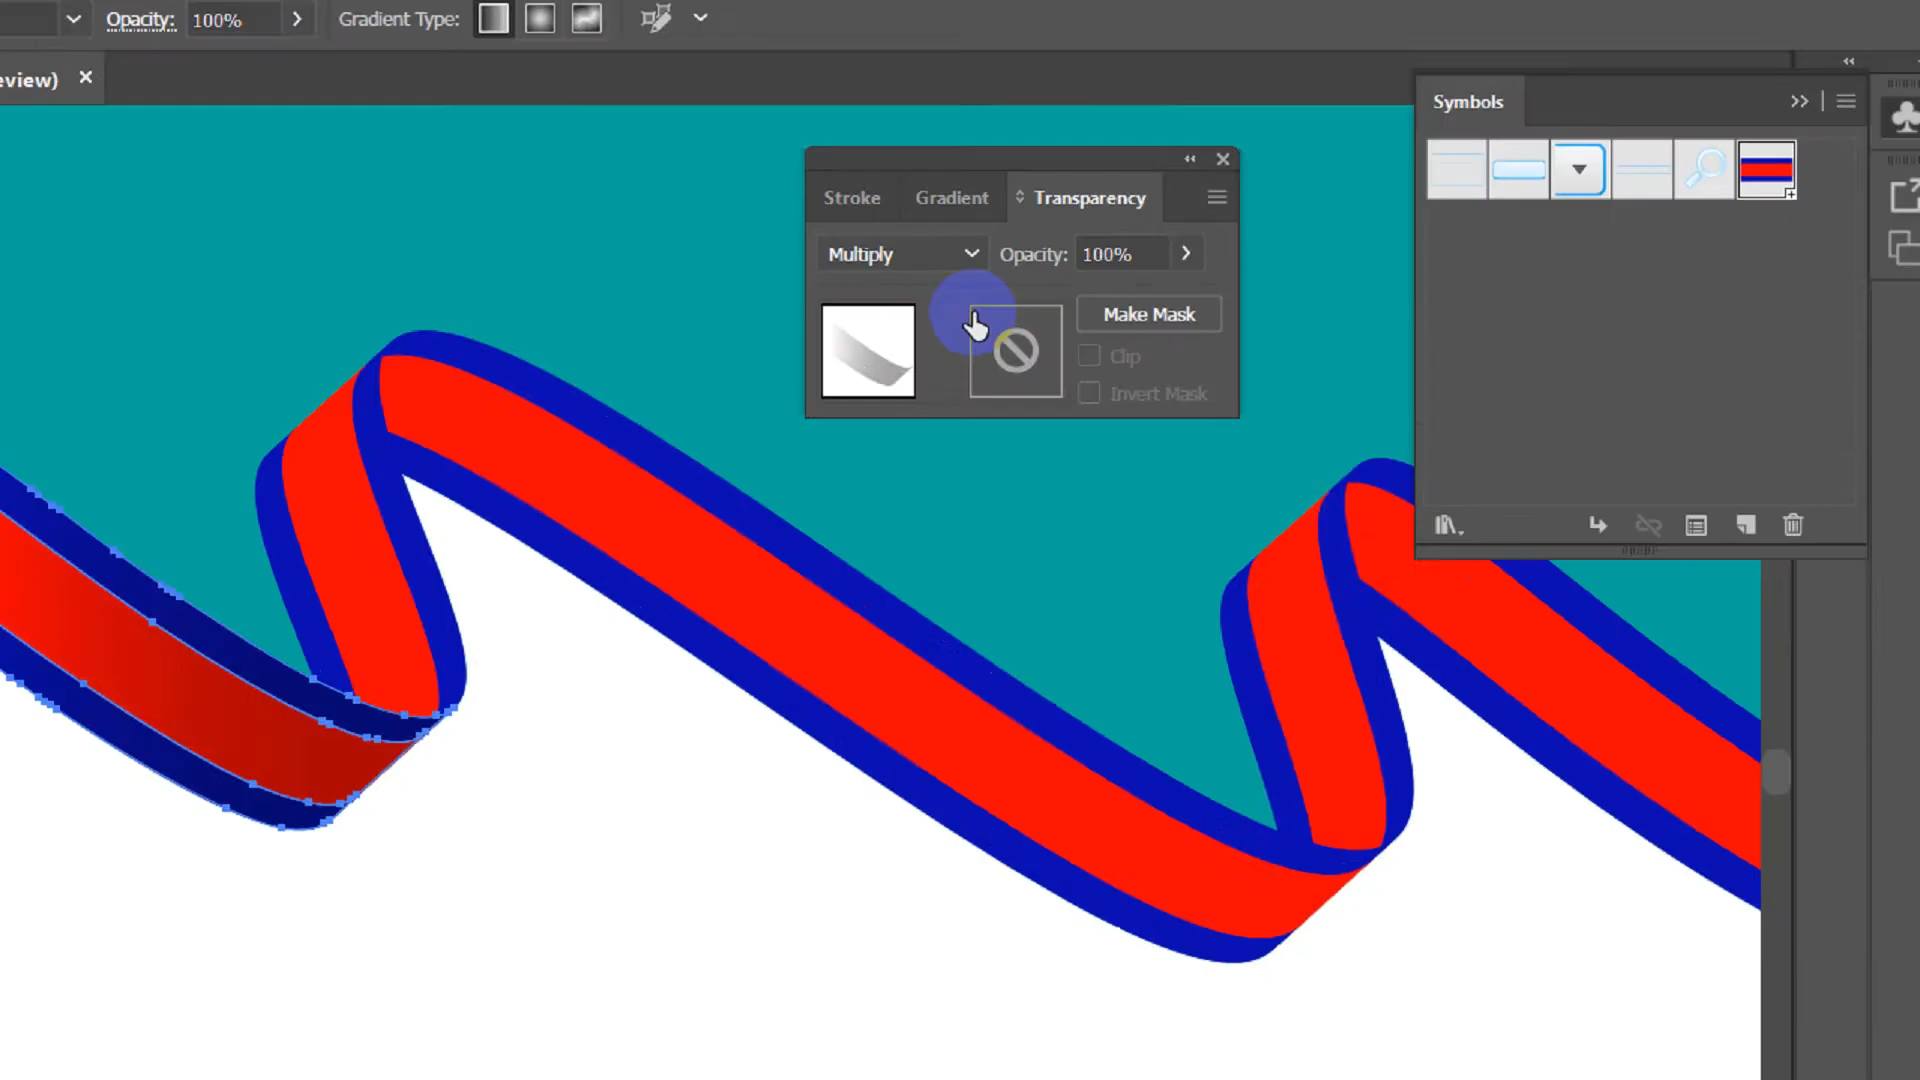 Opacity: 100% Gradient Type:
eview)
Symbols
Stroke Gradient Transparency
Multiply Opacity: 100%
Make Mask
Clip
Invert Mask